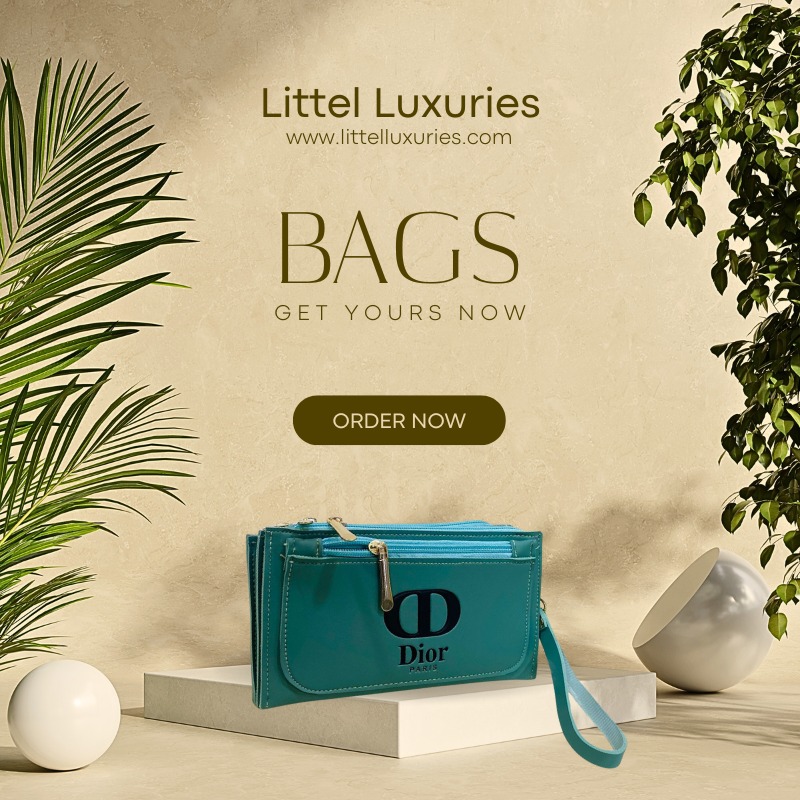 Littel Luxuries
www.littelluxuries.com
BAGS
GET YOURS NOW
ORDER NOW
Dior
PARIS